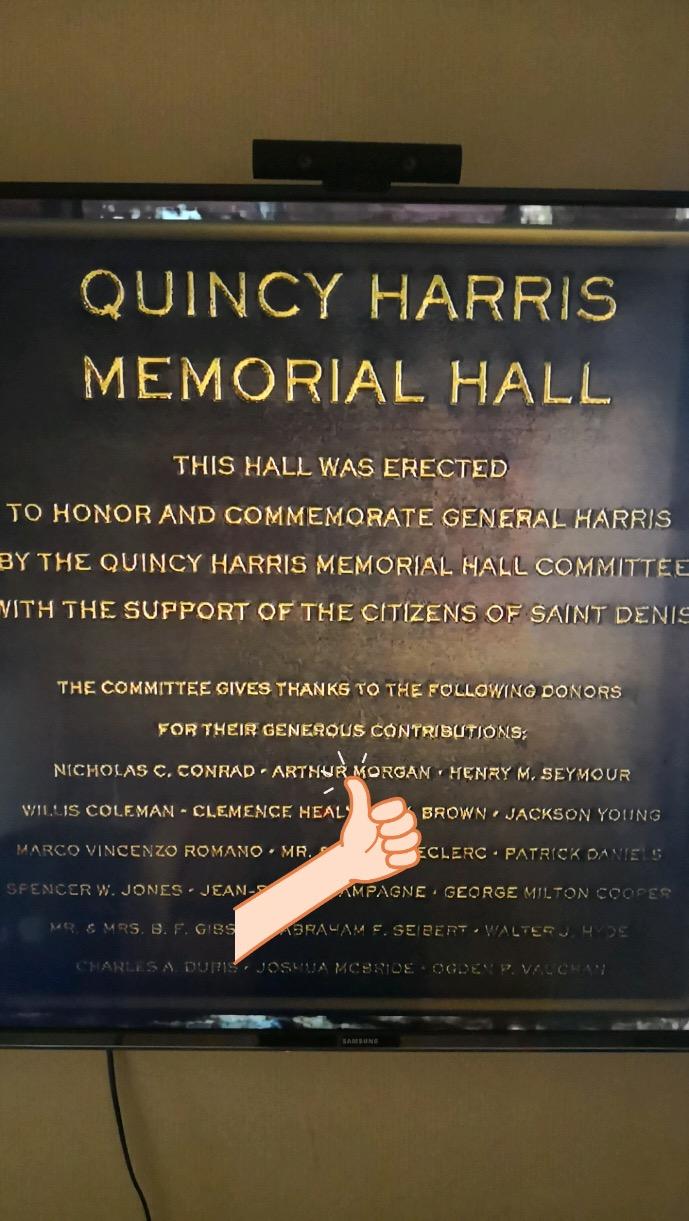 QUINCY HARRIS
MEMORIAL HALL
THIS HALL WAS ERECTED
TO HONOR AND COMMEMORATE GENERAL HARRIS
BY THE QUINCY HARRIS MEMORIAL HALL COMMITTEE
WITH THE SUPPORT OF THE CITIZENS OF SAINT DENIS
THE COMMITTEE GIVES THANKS TO THE FOLLOWING DONORS
FOR THEIR GENEROUS CONTRIBUTIONS:
NICHOLAS C. CONRAD · ARTHUR MORGAN · HENRY M. SEYMOUR
WILLIS COLEMAN · CLEMENCE BROWN · JACKSON YOUNG
MARCO VINCENZO ROMANO · MR. · PATRICK DANIELS
SPENCER W. JONES · · GEORGE MILTON COOPER
MR. & MRS. B. F. ABRAHAM F. SEIBERT · WALTER J. HYDE
CHARLES A. · JOSHUA MCBRIDE · OGDEN P. VAUGHAN
SAMSUNG